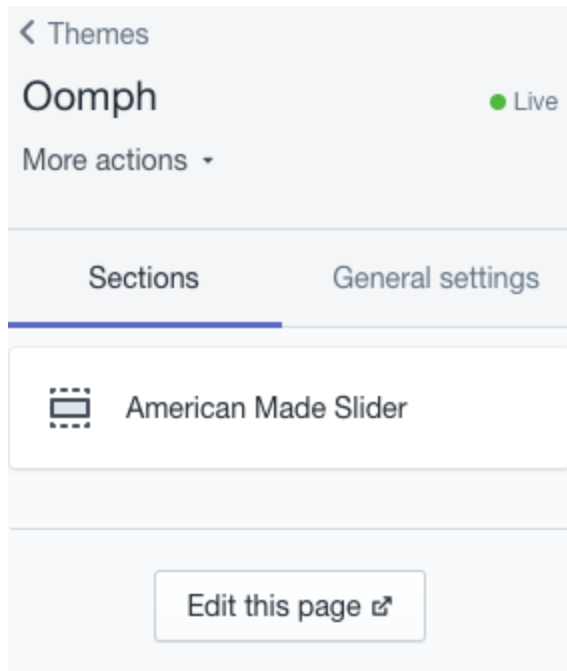 Themes
Oomph
Live
More actions
Sections
General settings
American Made Slider
Edit this page